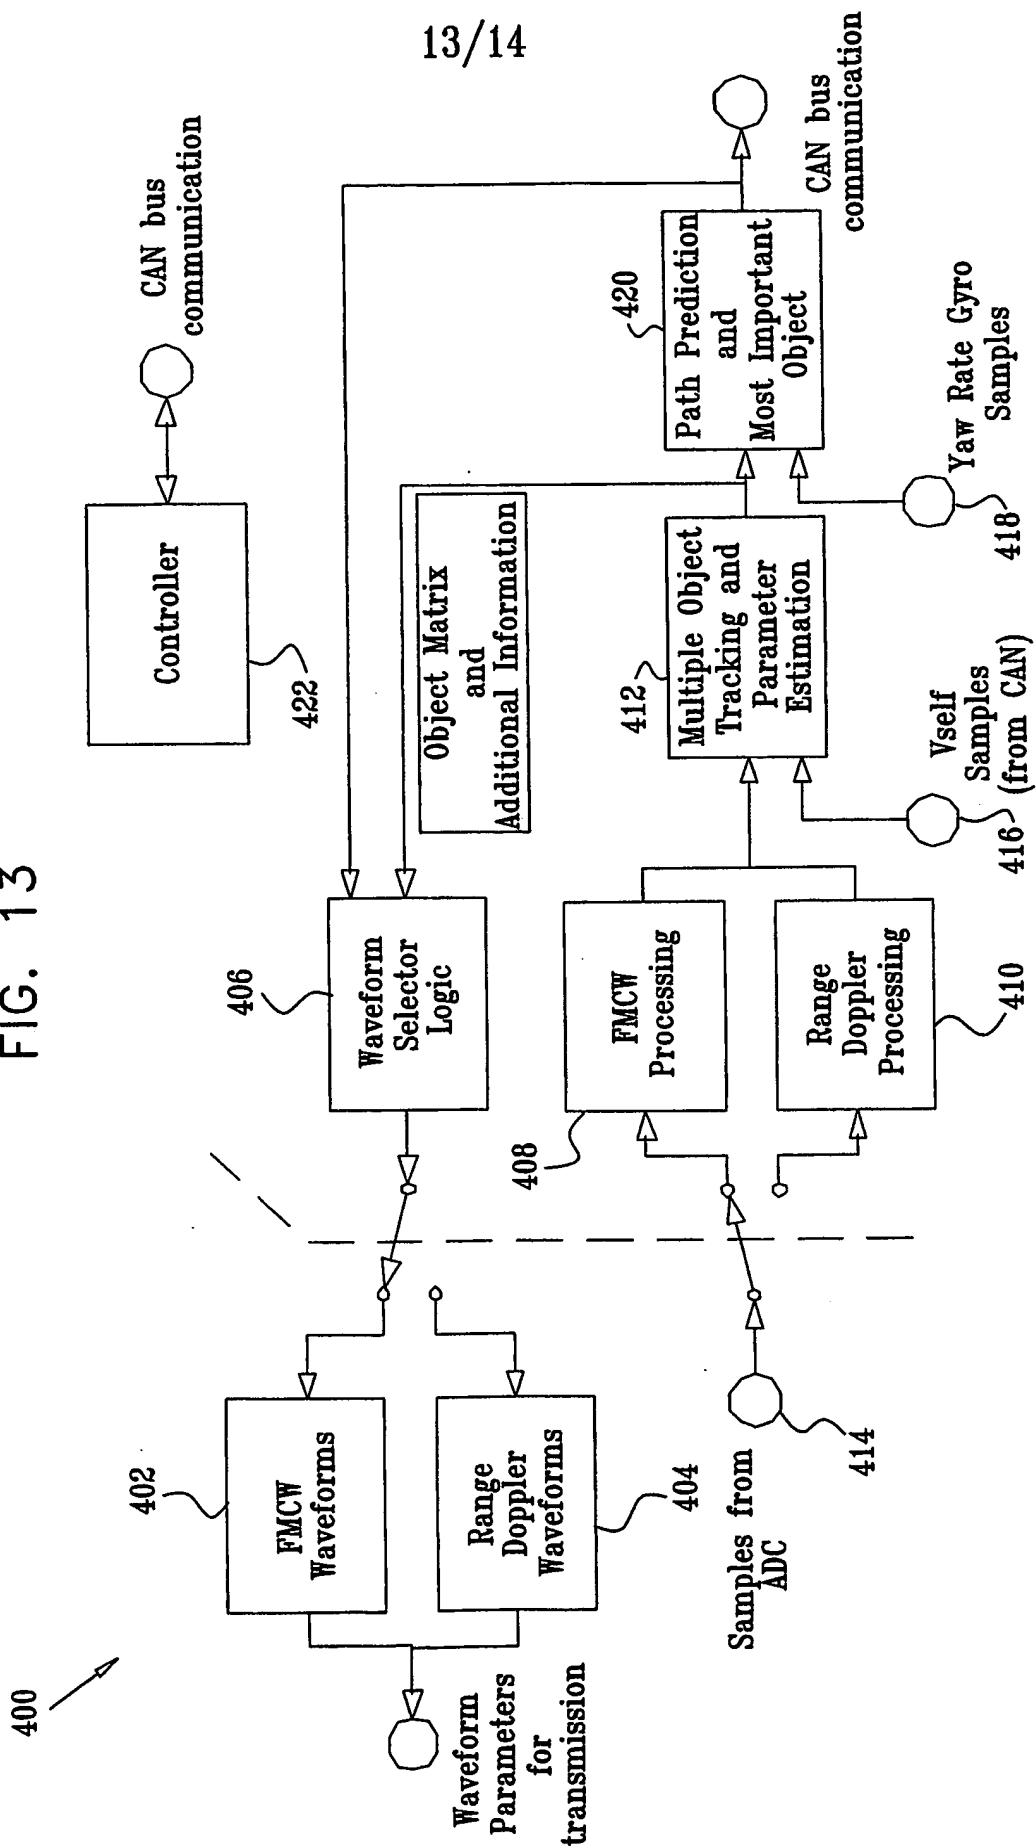 13/14
FIG. 13
400
402
FMCW
Waveforms
Range
Doppler
Waveforms
404
Waveform
Parameters
for
transmission
406
Waveform
Selector
Logic
Object Matrix
and
Additional Information
Controller
422
CAN bus
communication
Samples from
ADC
414
408
FMCW
Processing
Range
Doppler
Processing
410
412
Multiple Object
Tracking and
Parameter
Estimation
Vself
Samples
(from CAN)
416
420
Path Prediction
and
Most Important
Object
Yaw Rate Gyro
Samples
418
CAN bus
communication